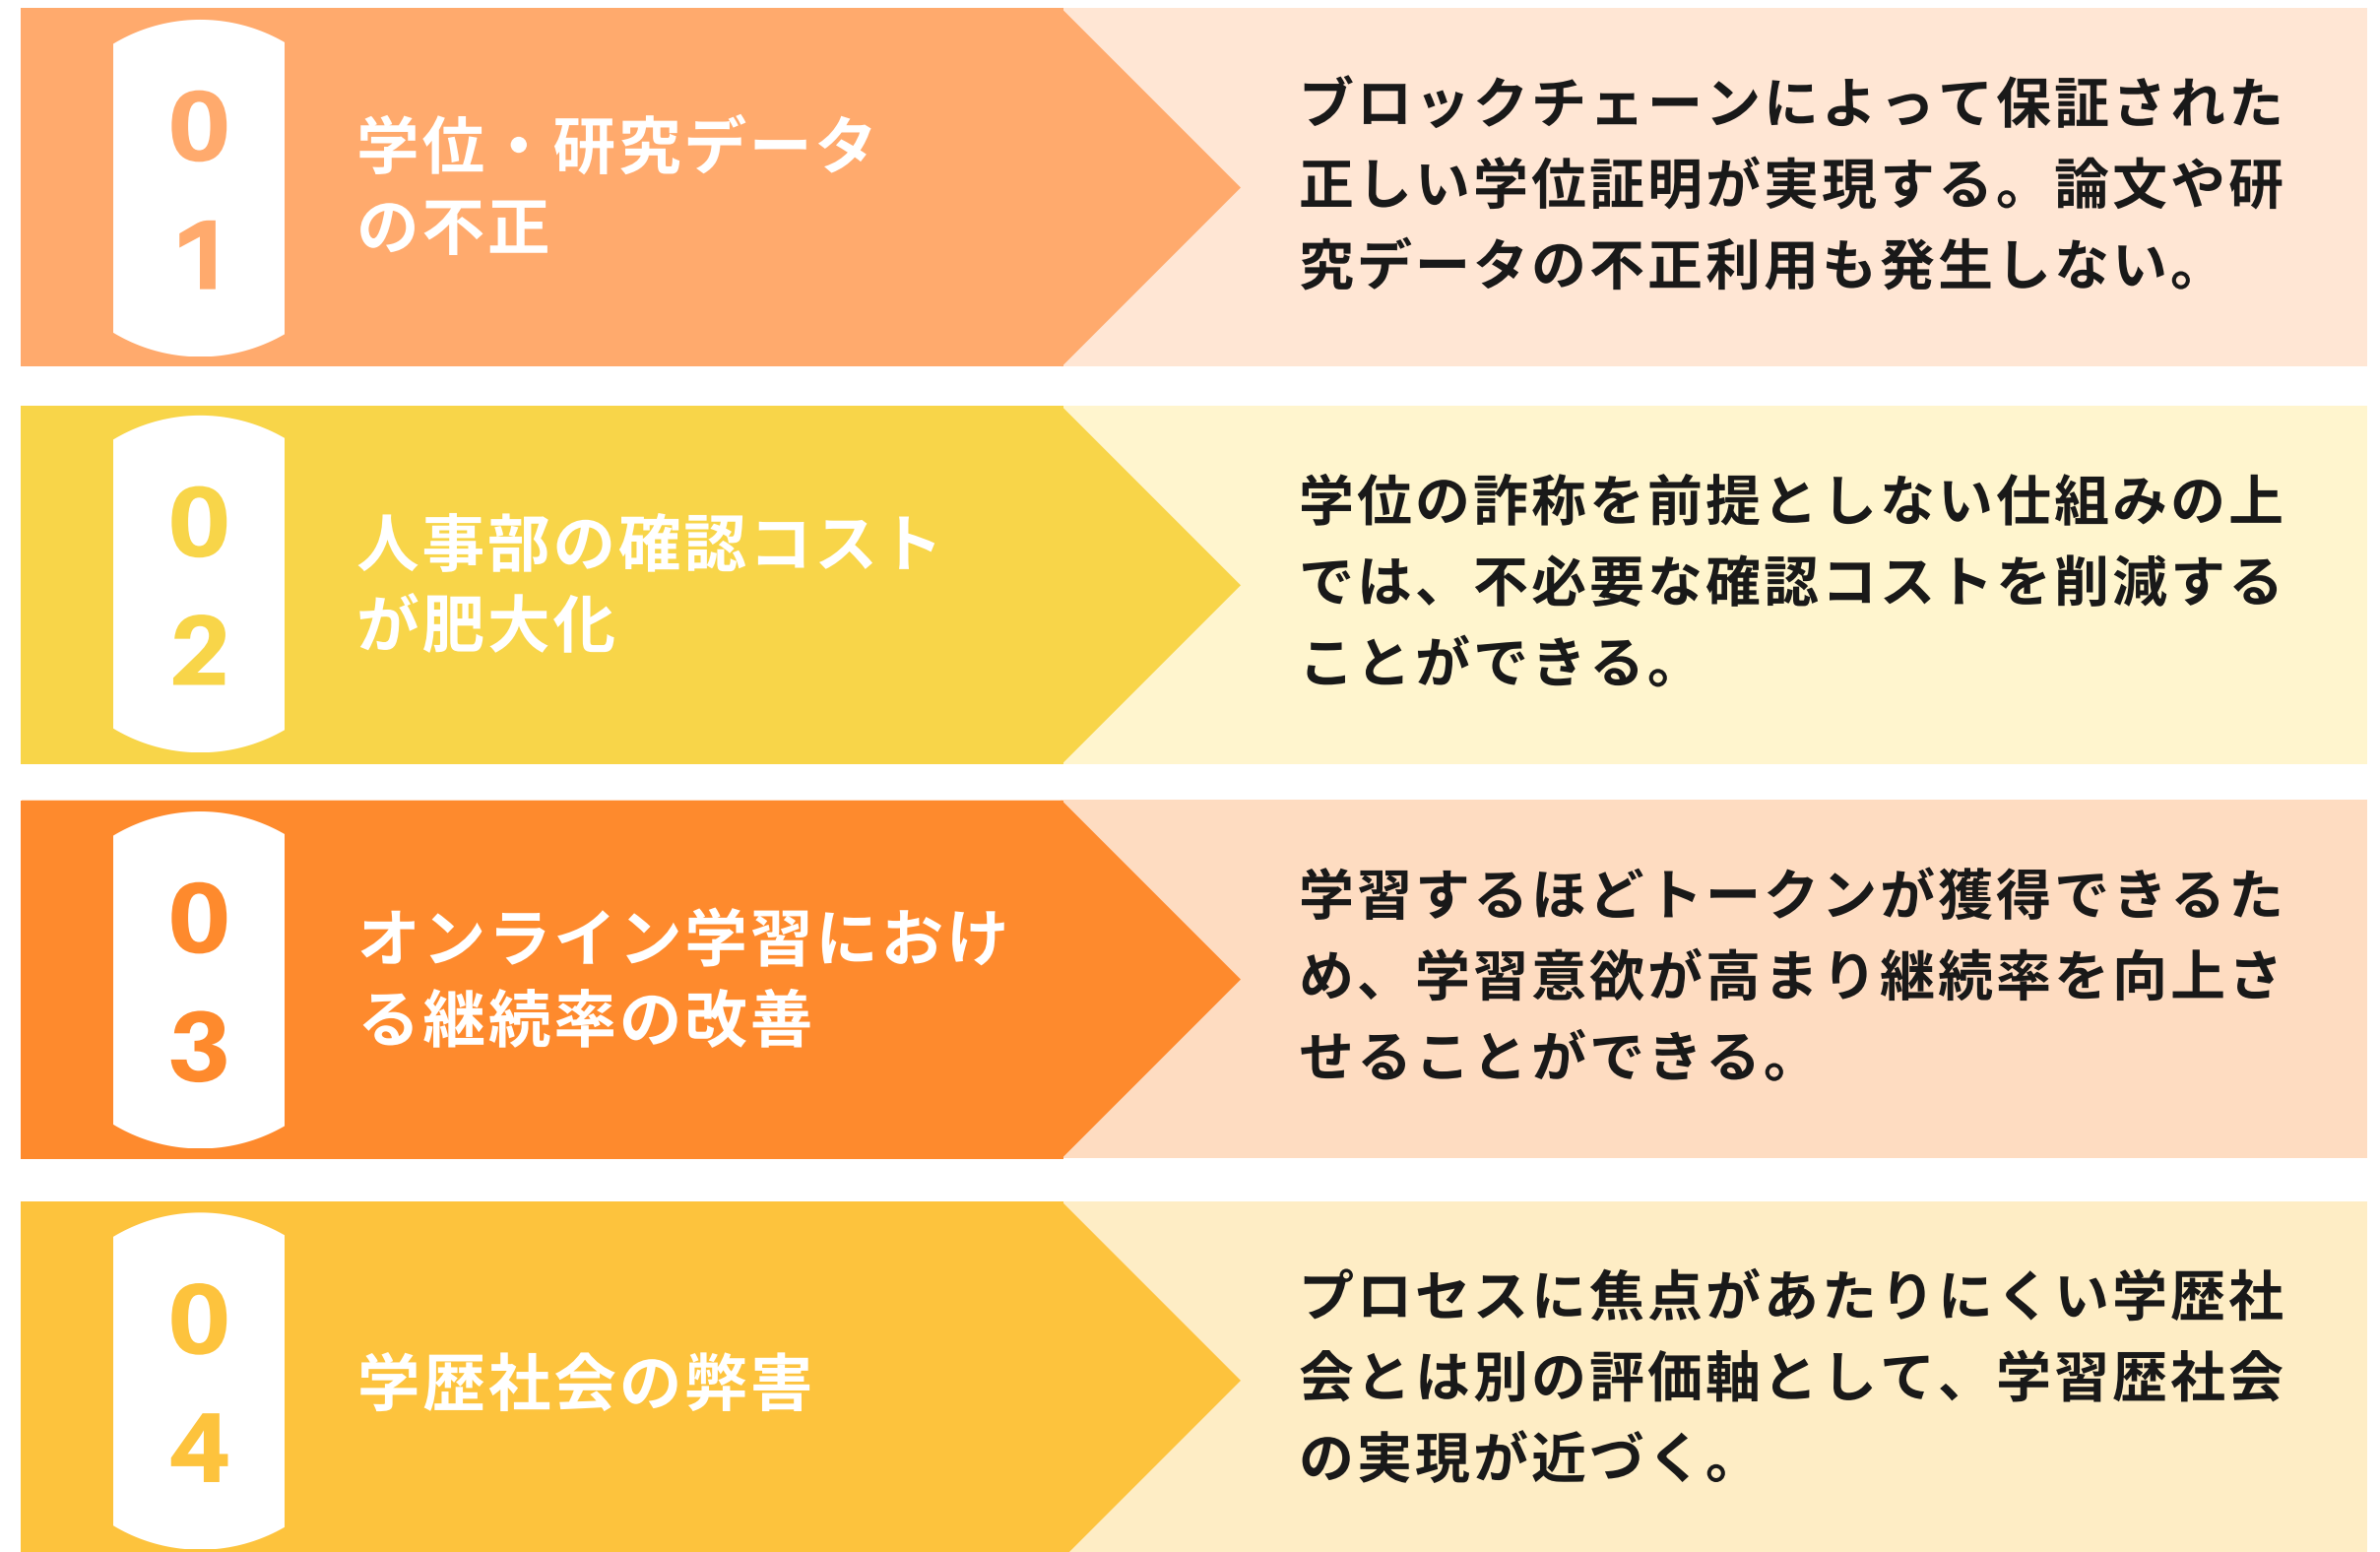 0
1
学位・研究データ
の不正
ブロックチェーンによって保証された
正しい学位証明が実現する。論文や研
究データの不正利用も発生しない。
0
2
人事部の確認コスト
が肥大化
学位の詐称を前提としない仕組みの上
では、不必要な確認コストを削減する
ことができる。
0
3
オンライン学習におけ
る継続率の改善
学習するほどトークンが獲得できるた
め、学習意欲が高まり継続率を向上さ
せることができる。
0
4
学歴社会の弊害
プロセスに焦点があたりにくい学歴社
会とは別の評価軸として、学習歴社会
の実現が近づく。